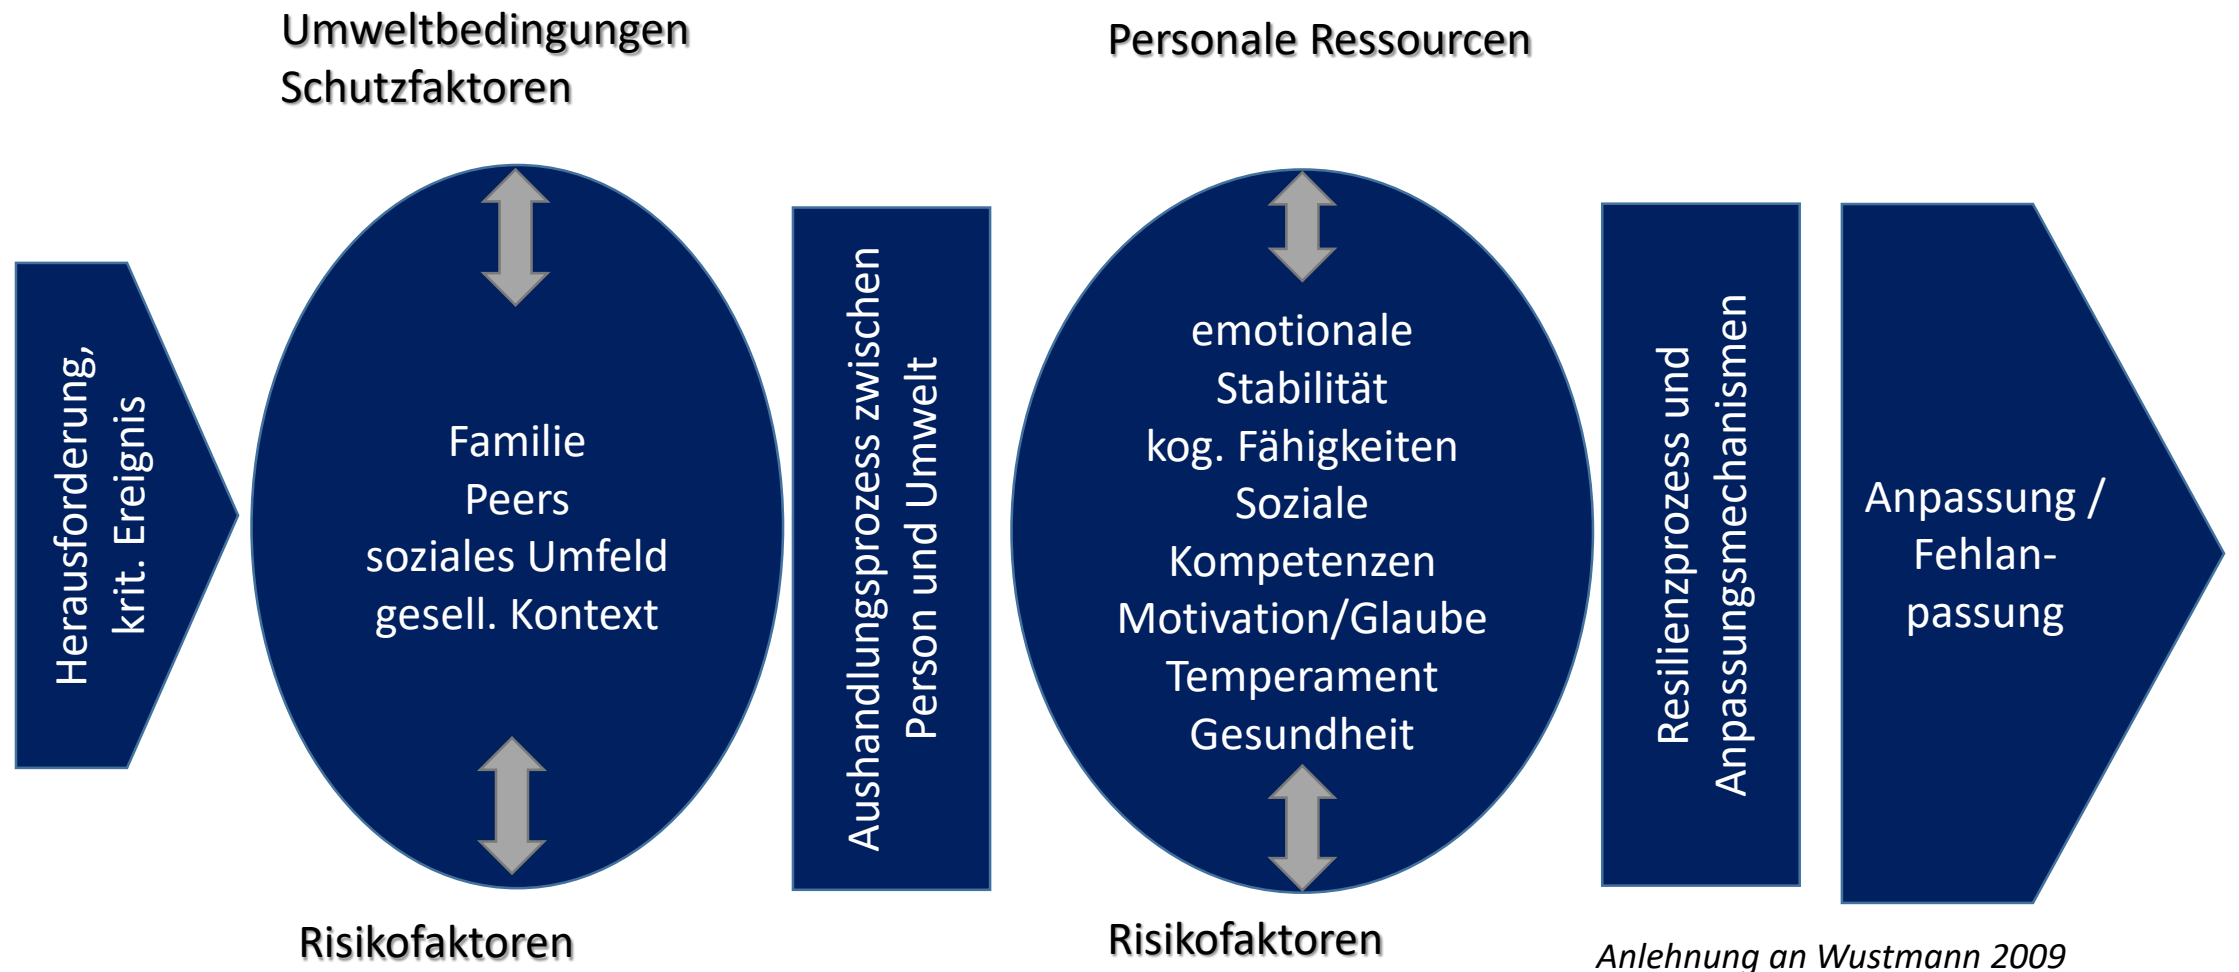 Umweltbedingungen
Schutzfaktoren
Personale Ressourcen
Herausforderung,
krit. Ereignis
Familie
Peers
soziales Umfeld
gesell. Kontext
Aushandlungsprozess zwischen
Person und Umwelt
emotionale
Stabilität
kog. Fähigkeiten
Soziale
Kompetenzen
Motivation/Glaube
Temperament
Gesundheit
Resilienzprozess und
Anpassungsmechanismen
Anpassung /
Fehlan-
passung
Risikofaktoren
Risikofaktoren
Anlehnung an Wustmann 2009